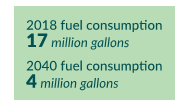 2018 fuel consumption
17 million gallons
2040 fuel consumption
4 million gallons